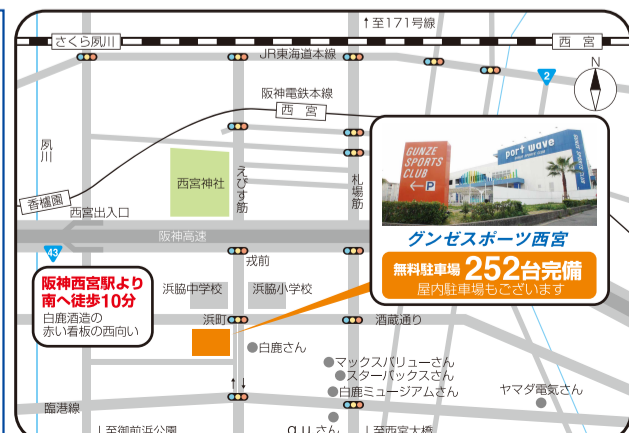 ↑至171号線
さくら夙川
西宮
JR東海道本線
N
2
阪神電鉄本線
西宮
夙川
西宮神社
えびす筋
札場筋
GUNZE
SPORTS
CLUB
←P
port wave
GUNZE SPORTS CLUB
香櫨園
西宮出入口
阪神高速
グンゼスポーツ西宮
43
戎前
無料駐車場 252台完備
屋内駐車場もございます
阪神西宮駅より
南へ徒歩10分
白鹿酒造の
赤い看板の西向い
浜脇中学校
浜脇小学校
浜町
酒蔵通り
●白鹿さん
●マックスバリューさん
●スターバックスさん
●白鹿ミュージアムさん
ヤマダ電気さん
↑↓
臨港線
↓至御前浜公園
g.u.さん
↓至西宮大橋